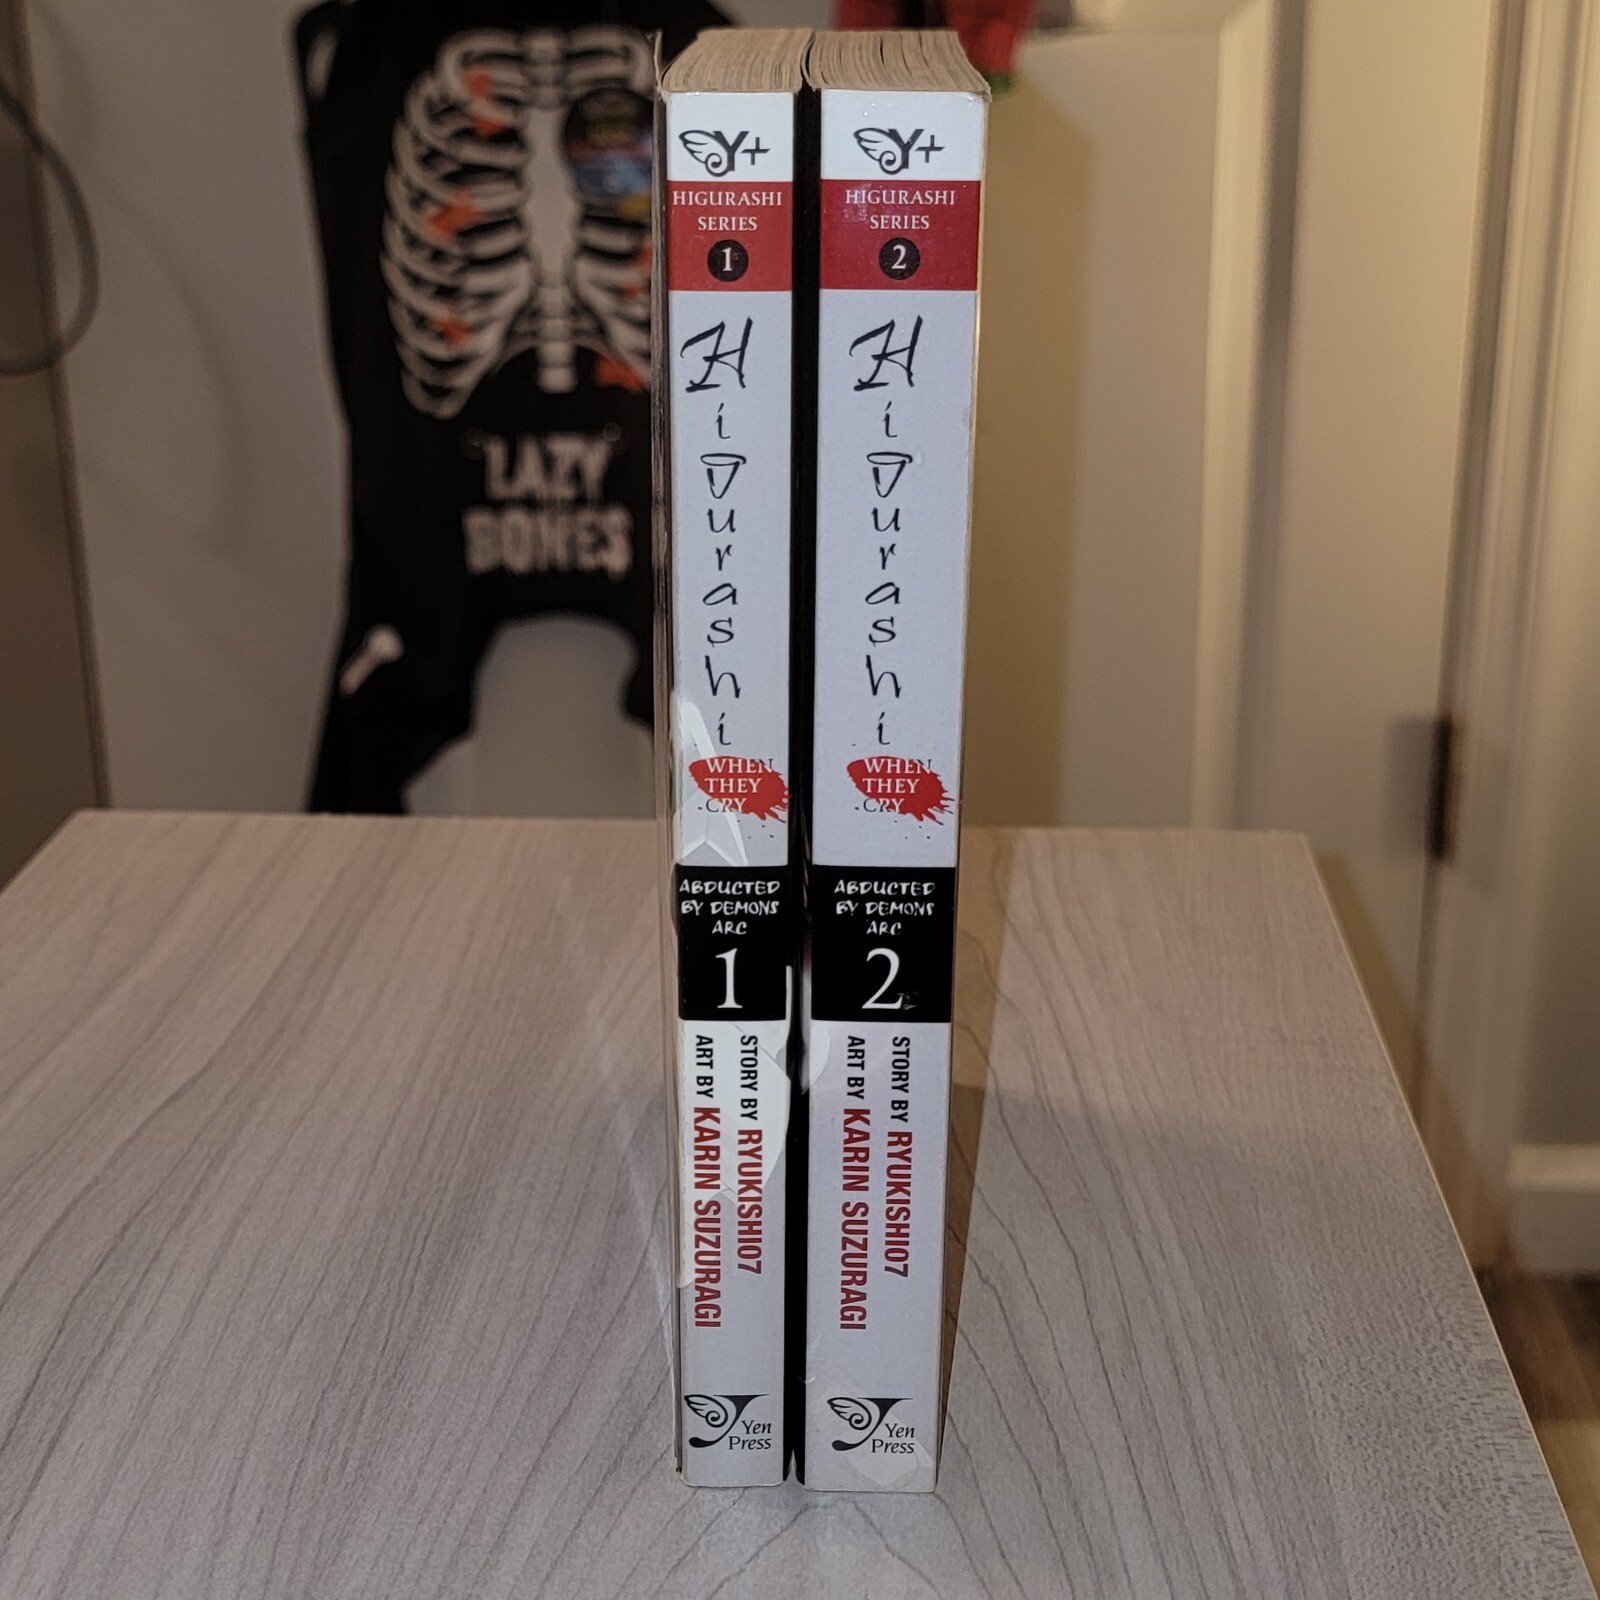 LAZY
BONES
Y+
HIGURASHI
SERIES
1
Higurashi
WHEN
THEY
CRY
ABDUCTED
BY DEMONS
ARC
1
STORY BY RYUKISHI07
ART BY KARIN SUZURAGI
Yen
Press
Y+
HIGURASHI
SERIES
2
Higurashi
WHEN
THEY
CRY
ABDUCTED
BY DEMONS
ARC
2
STORY BY RYUKISHI07
ART BY KARIN SUZURAGI
Yen
Press